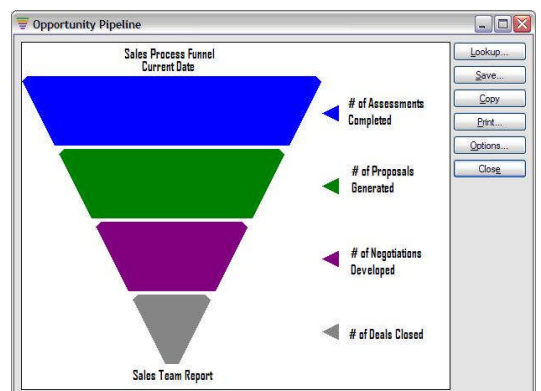 Opportunity Pipeline
Sales Process Funnel
Current Date
# of Assessments
Completed
# of Proposals
Generated
# of Negotiations
Developed
# of Deals Closed
Sales Team Report
Lookup...
Save...
Copy
Print...
Options...
Close